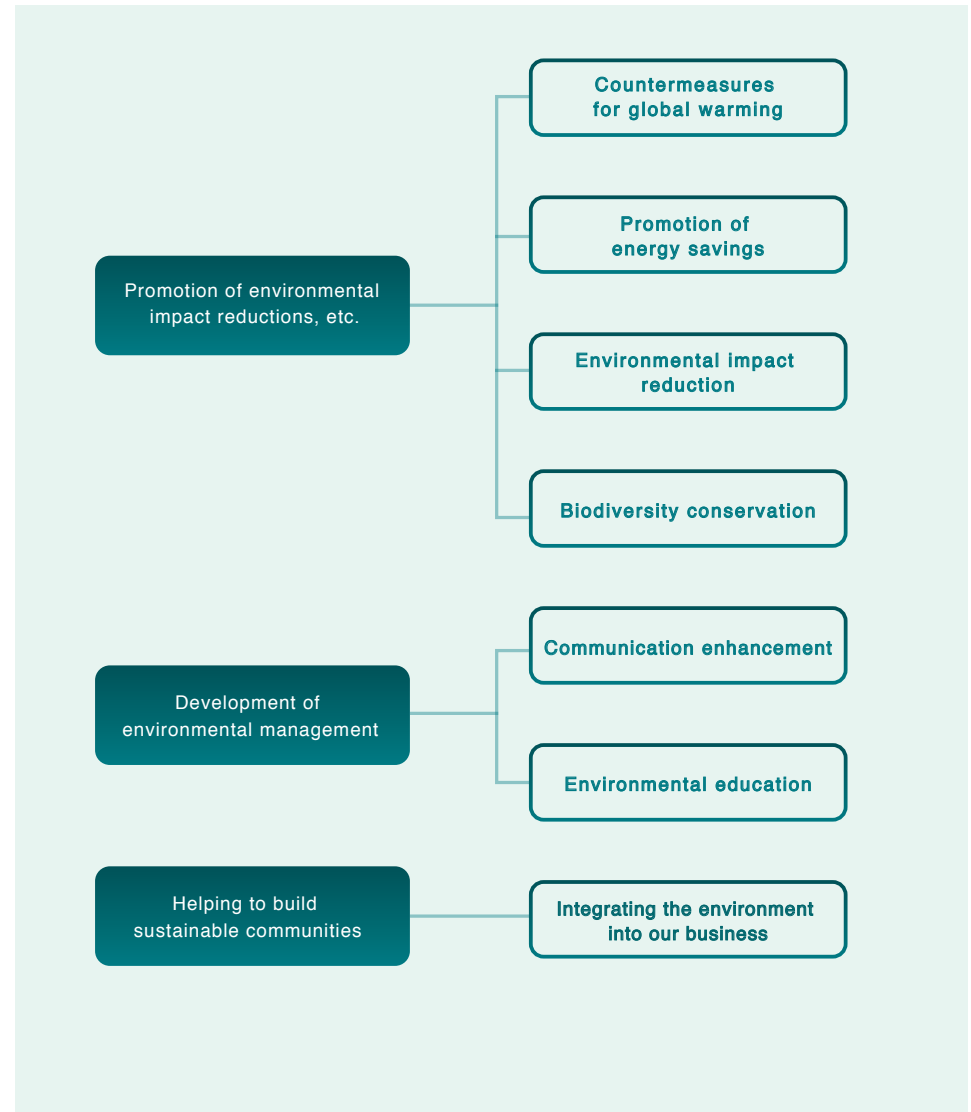 Promotion of environmental
impact reductions, etc.
Countermeasures
for global warming
Promotion of
energy savings
Environmental impact
reduction
Biodiversity conservation
Development of
environmental management
Communication enhancement
Environmental education
Helping to build
sustainable communities
Integrating the environment
into our business